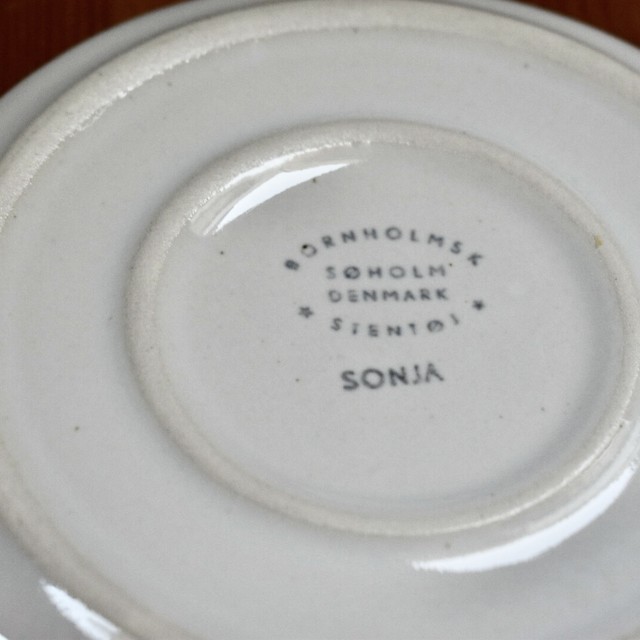 BORNHOLMSK
SØHOLM
DENMARK
* STENTØJ *
SONJA